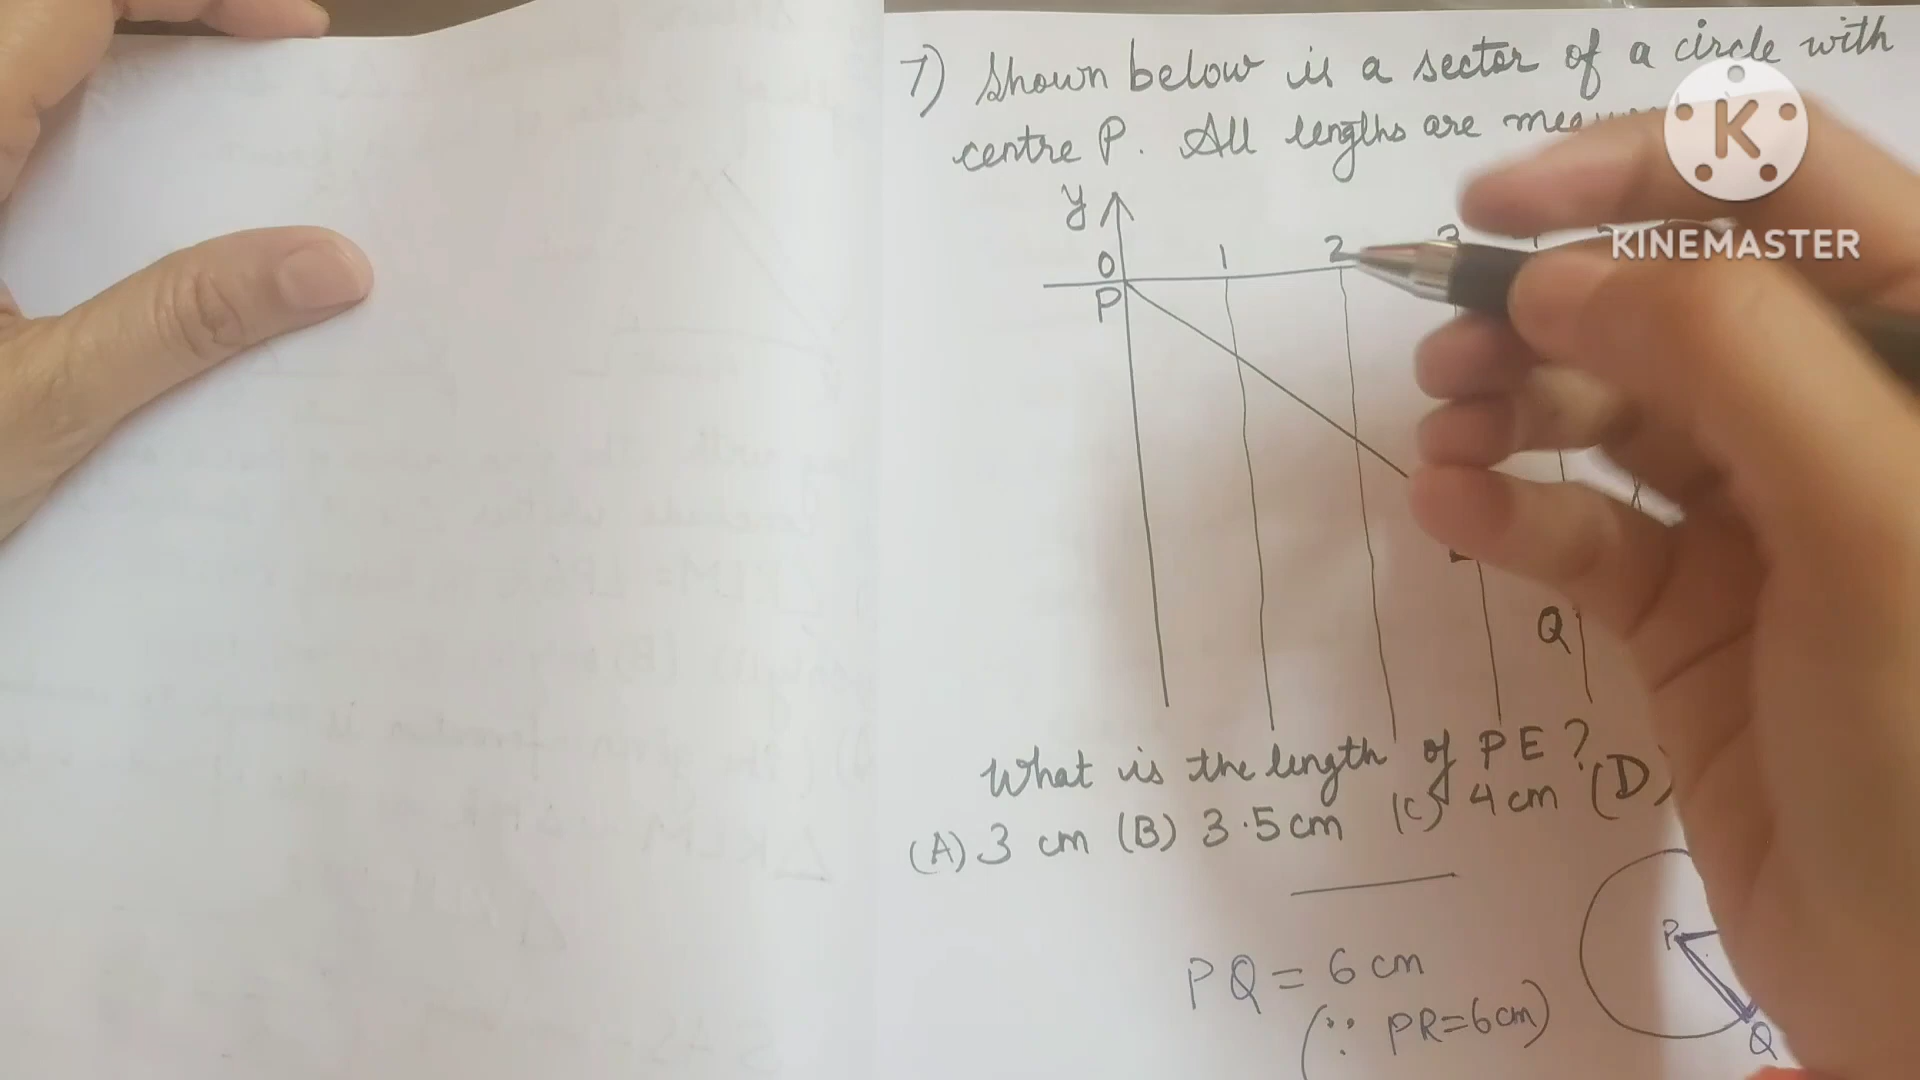 7) Shown below is a sector of a circle with
centre P. All lengths are
K
KINEMASTER
y
0 1 2 3
P
Q
What is the length of PE?
(A) 3 cm (B) 3.5 cm (C) 4 cm (D)
P
PQ = 6 cm
(∵ PR=6cm)
Q